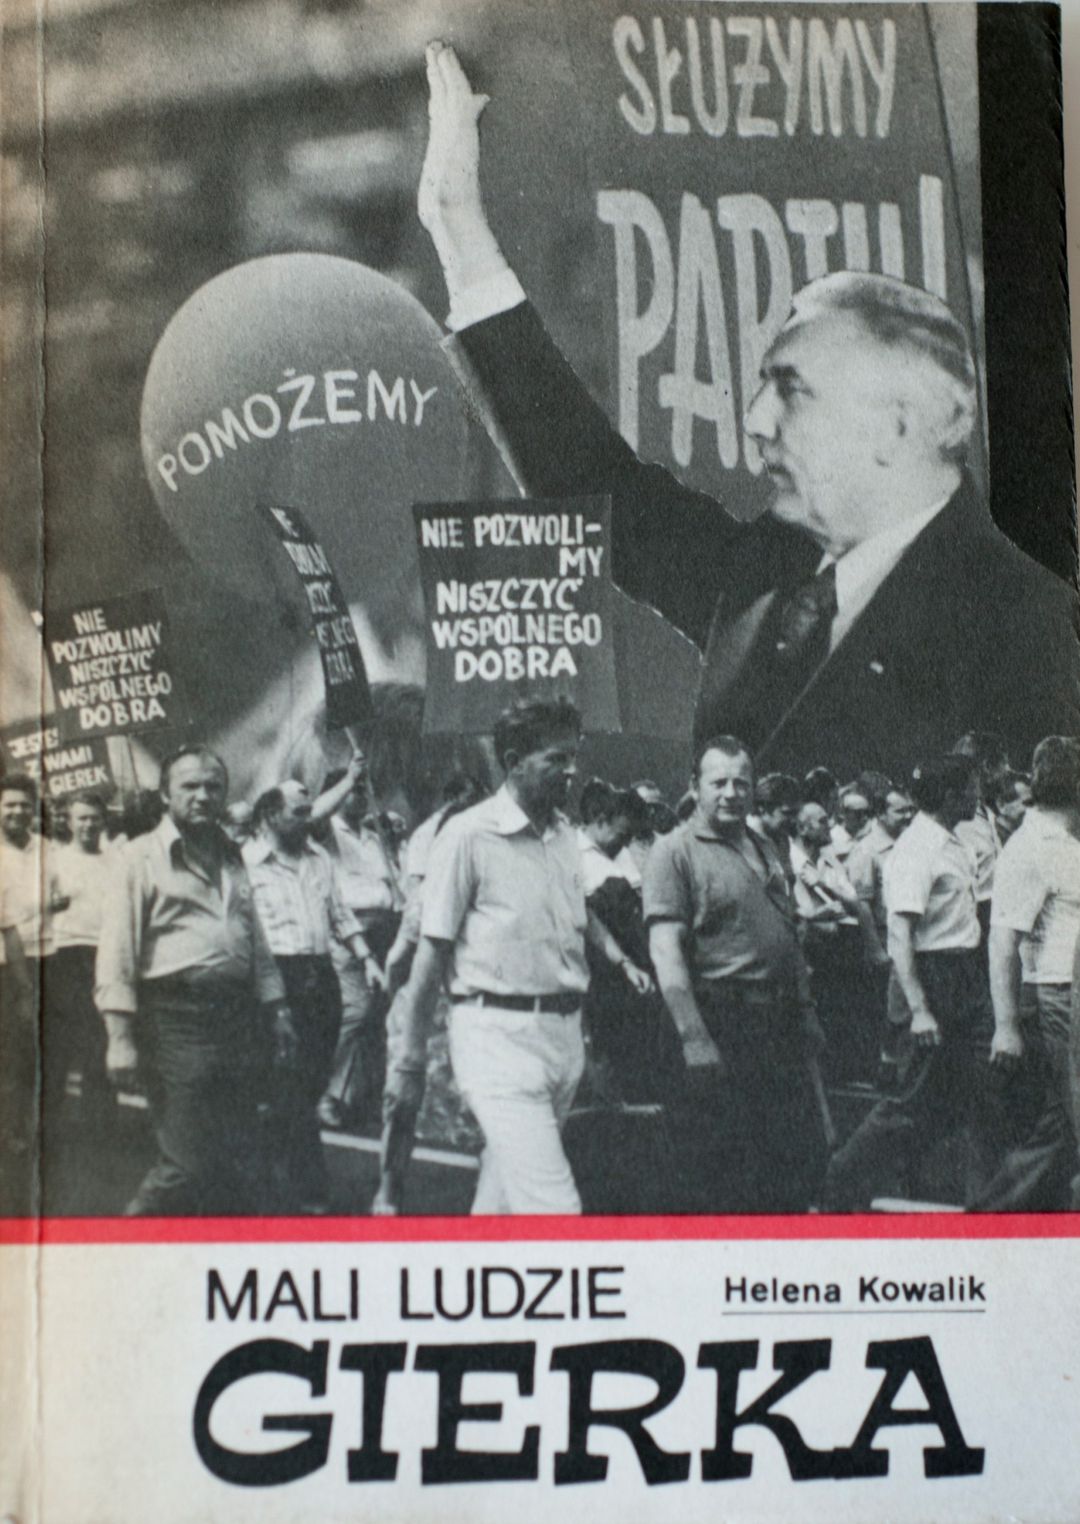 SŁUŻYMY
PARTII!
POMOŻEMY
NIE POZWOLI-
MY
NISZCZYĆ
WSPÓLNEGO
DOBRA
NIE
POZWOLIMY
NISZCZYĆ
WSPÓLNEGO
DOBRA
Z WAMI
GIEREK
MALI LUDZIE
Helena Kowalik
GIERKA